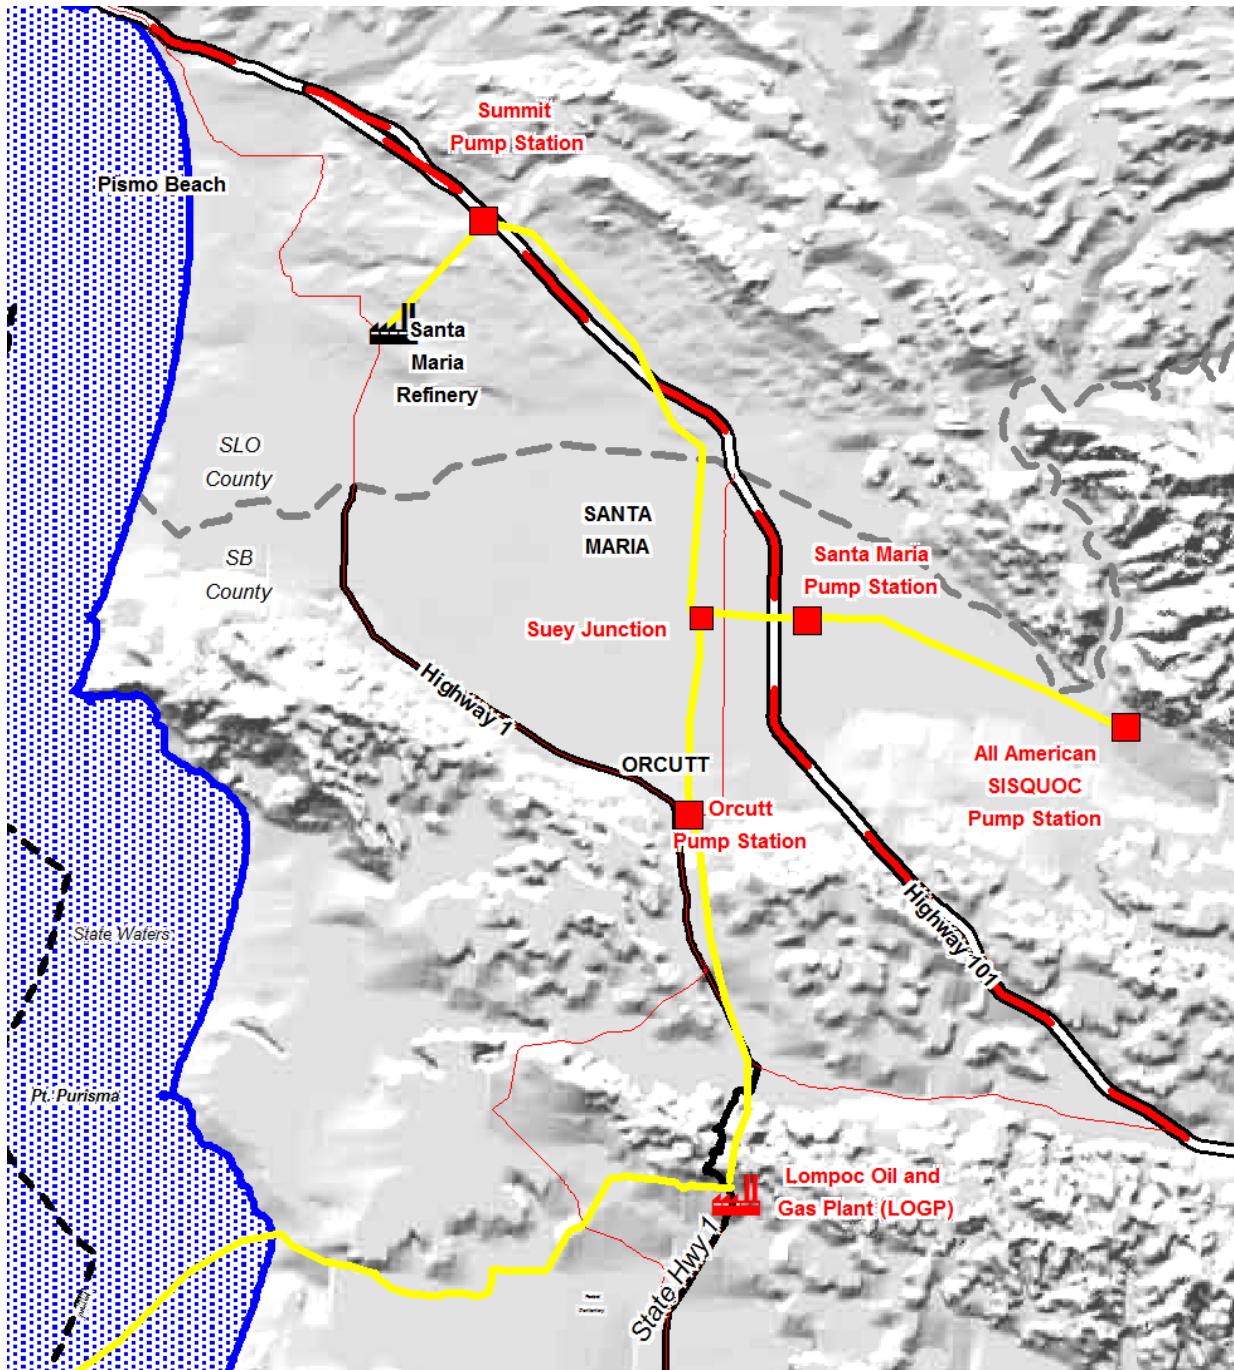 Summit
Pump Station
Pismo Beach
Santa
Maria
Refinery
SLO
County
SANTA
MARIA
SB
County
Santa Maria
Pump Station
Suey Junction
Highway 1
ORCUTT
All American
SISQUOC
Pump Station
Orcutt
Pump Station
State Waters
Highway 101
Pt. Purisma
Lompoc Oil and
Gas Plant (LOGP)
State Hwy 1